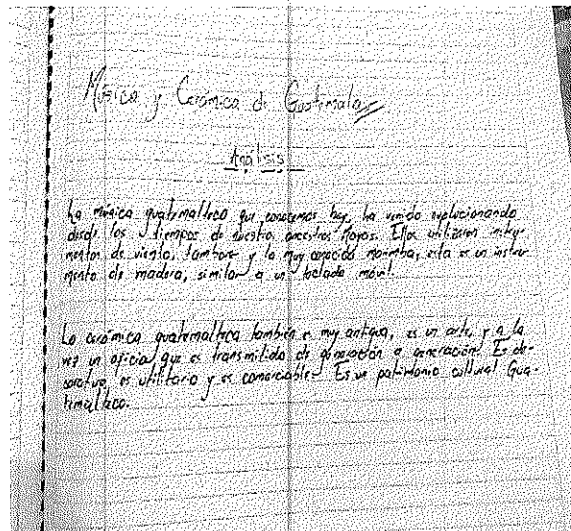 Música y Cerámica de Guatemala
Análisis
La música guatemalteca que conocemos hoy, ha venido evolucionando
desde los tiempos de nuestros ancestros Mayas. Ellos utilizaron instru-
mentos de viento, tambores y la muy conocida marimba, esta es un instru-
mento de madera, similar a un teclado móvil.
La cerámica guatemalteca también es muy antigua, es un arte, y a la
vez un oficio que es transmitido de generación a generación. Es de-
corativa, es utilitario y es comerciable. Es un patrimonio cultural Gua-
temalteco.